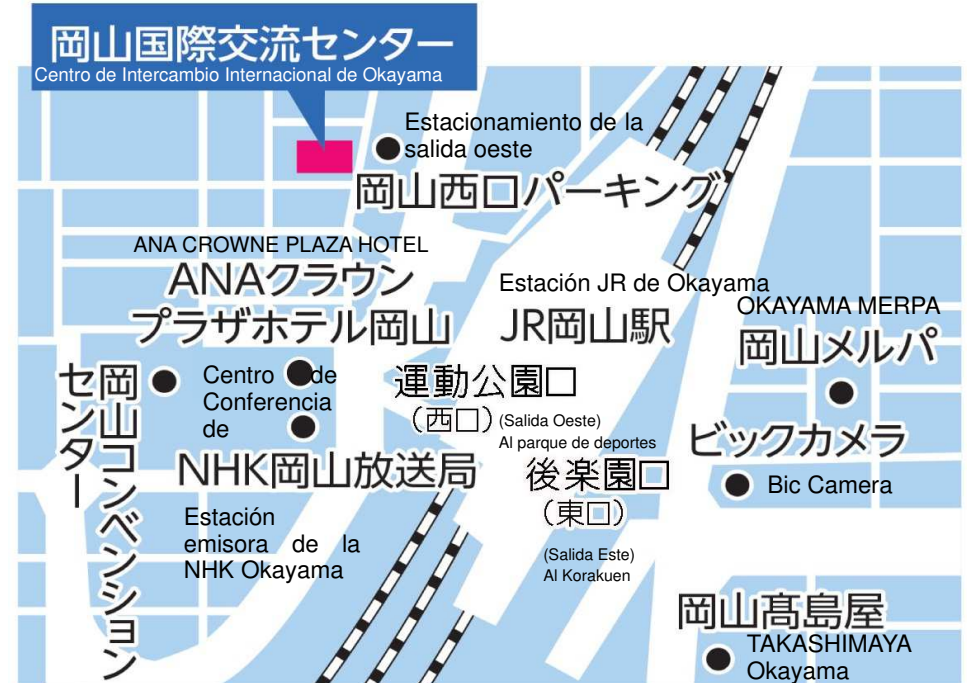 岡山国際交流センター
Centro de Intercambio Internacional de Okayama
Estacionamiento de la
salida oeste
岡山西口パーキング
ANA CROWNE PLAZA HOTEL
ANAクラウン
プラザホテル岡山
Estación JR de Okayama
JR岡山駅
OKAYAMA MERPA
岡山メルパ
岡山コンベンション
センター
Centro de
Conferencia
de
運動公園口
（西口）
(Salida Oeste)
Al parque de deportes
ビックカメラ
Bic Camera
NHK岡山放送局
Estación
emisora de la
NHK Okayama
後楽園口
（東口）
(Salida Este)
Al Korakuen
岡山髙島屋
TAKASHIMAYA
Okayama